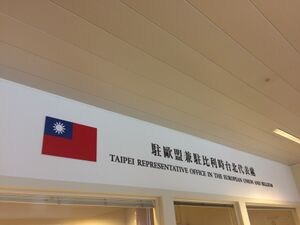 駐歐盟兼駐比利時台北代表處
TAIPEI REPRESENTATIVE OFFICE IN THE EUROPEAN UNION AND BELGIUM